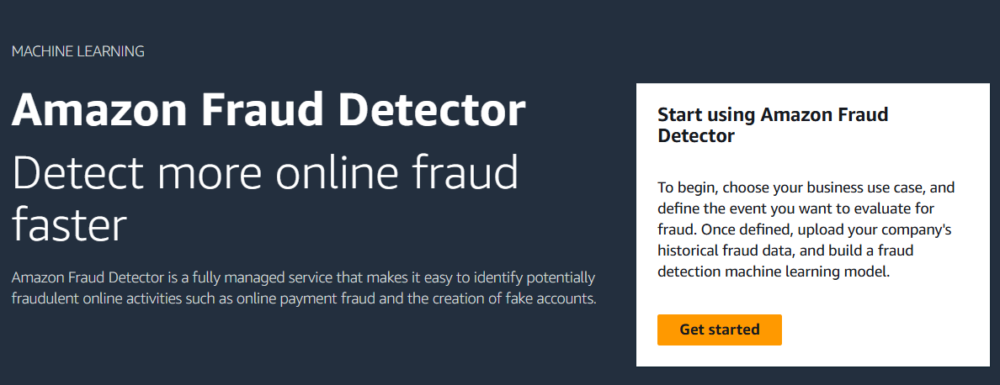 MACHINE LEARNING
Amazon Fraud Detector
Detect more online fraud
faster
Amazon Fraud Detector is a fully managed service that makes it easy to identify potentially
fraudulent online activities such as online payment fraud and the creation of fake accounts.
Start using Amazon Fraud
Detector
To begin, choose your business use case, and
define the event you want to evaluate for
fraud. Once defined, upload your company's
historical fraud data, and build a fraud
detection machine learning model.
Get started